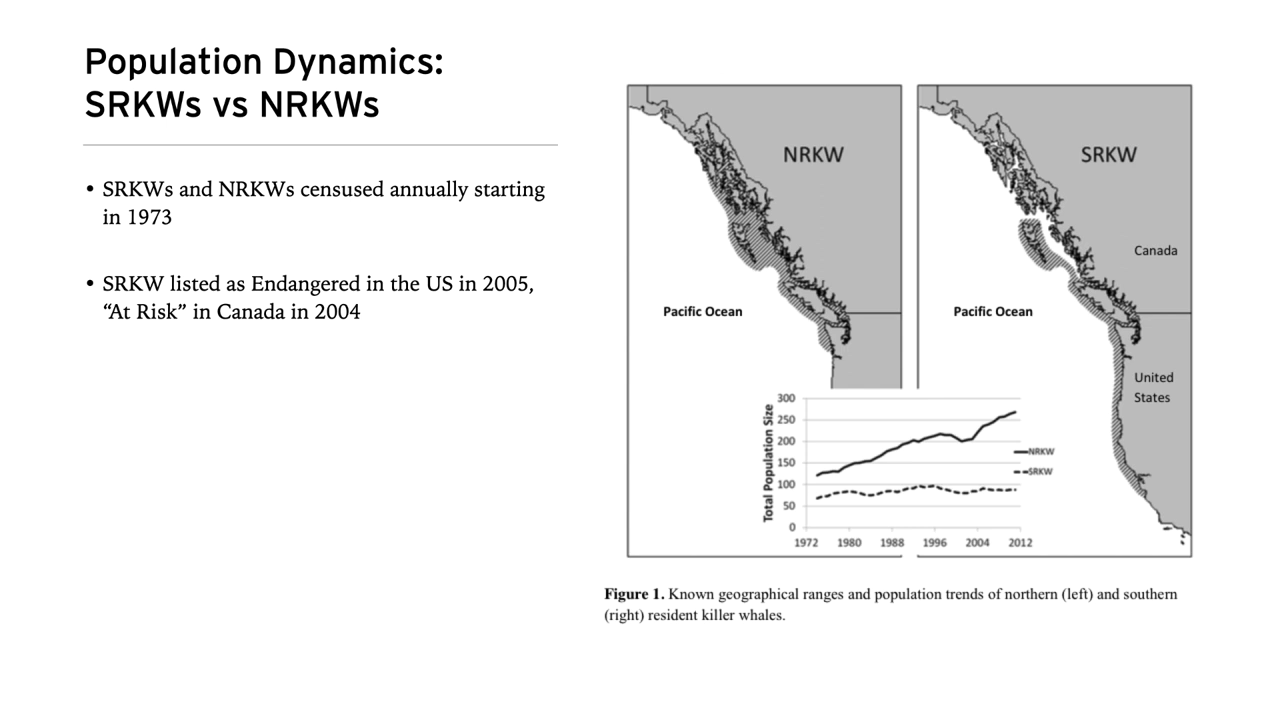 Population Dynamics:
SRKWs vs NRKWs
• SRKWs and NRKWs censused annually starting
in 1973
• SRKW listed as Endangered in the US in 2005,
“At Risk” in Canada in 2004
NRKW
Pacific Ocean
SRKW
Canada
Pacific Ocean
United
States
Total Population Size
300
250
200
150
100
50
0
1972 1980 1988 1996 2004 2012
NRKW
SRKW
Figure 1. Known geographical ranges and population trends of northern (left) and southern
(right) resident killer whales.